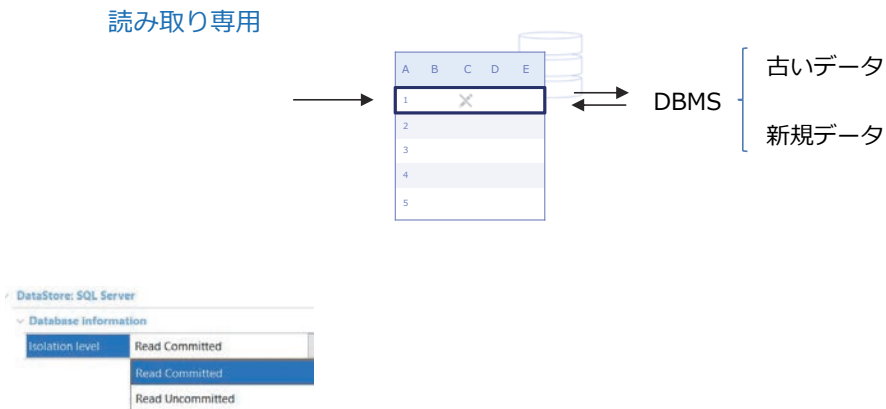 読み取り専用
A B C D E
1
2
3
4
5
DBMS
古いデータ
新規データ
DataStore: SQL Server
Database information
Isolation level Read Committed
Read Committed
Read Uncommitted